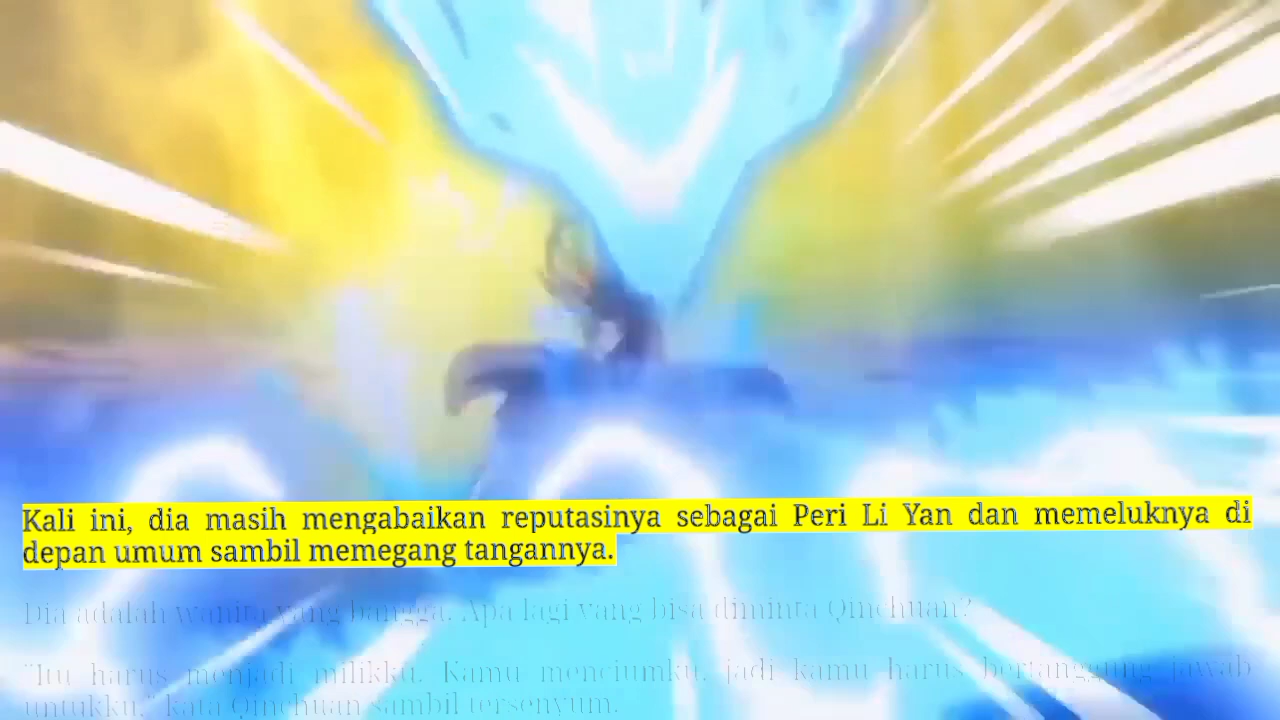 Kali ini, dia masih mengabaikan reputasinya sebagai Peri Li Yan dan memeluknya di
depan umum sambil memegang tangannya.
Dia adalah wanita yang bangga. Apa lagi yang bisa diminta Qinchuan?
"Itu harus menjadi milikku. Kamu menciumku, jadi kamu harus bertanggung jawab
untukku," kata Qinchuan sambil tersenyum.